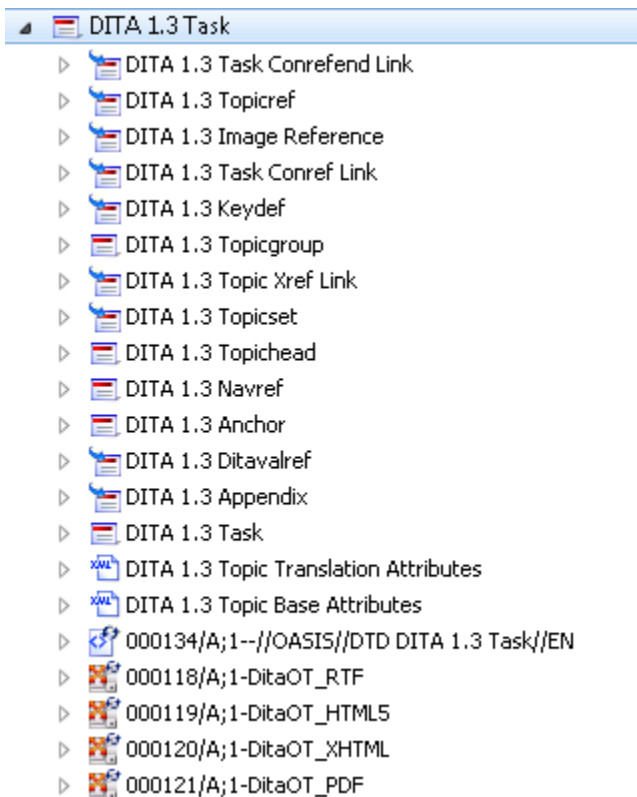 DITA 1.3 Task
DITA 1.3 Task Conrefend Link
DITA 1.3 Topicref
DITA 1.3 Image Reference
DITA 1.3 Task Conref Link
DITA 1.3 Keydef
DITA 1.3 Topicgroup
DITA 1.3 Topic Xref Link
DITA 1.3 Topicset
DITA 1.3 Topichead
DITA 1.3 Navref
DITA 1.3 Anchor
DITA 1.3 Ditavalref
DITA 1.3 Appendix
DITA 1.3 Task
DITA 1.3 Topic Translation Attributes
DITA 1.3 Topic Base Attributes
000134/A;1--//OASIS//DTD DITA 1.3 Task//EN
000118/A;1-DitaOT_RTF
000119/A;1-DitaOT_HTML5
000120/A;1-DitaOT_XHTML
000121/A;1-DitaOT_PDF